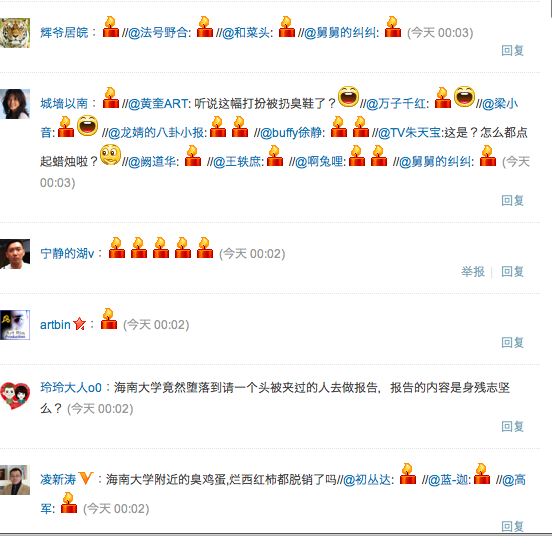 辉爷居皖：//@法号野合: //@和菜头: //@舅舅的纠纠: (今天 00:03)
回复
城墙以南：//@黄奎ART: 听说这幅打扮被扔臭鞋了？//@万子千红: //@梁小
音: //@龙婧的八卦小报: //@buffy徐静: //@TV朱天宝:这是？怎么都点
起蜡烛啦？//@阙道华: //@王轶庶: //@啊兔哩: //@舅舅的纠纠: (今天
00:03)
回复
宁静的湖v： (今天 00:02)
举报 | 回复
artbin： (今天 00:02)
回复
玲玲大人o0：海南大学竟然堕落到请一个头被夹过的人去做报告，报告的内容是身残志坚
么？ (今天 00:02)
回复
凌新涛V：海南大学附近的臭鸡蛋,烂西红柿都脱销了吗//@初丛达: //@蓝-迦: //@高
军: (今天 00:02)
回复